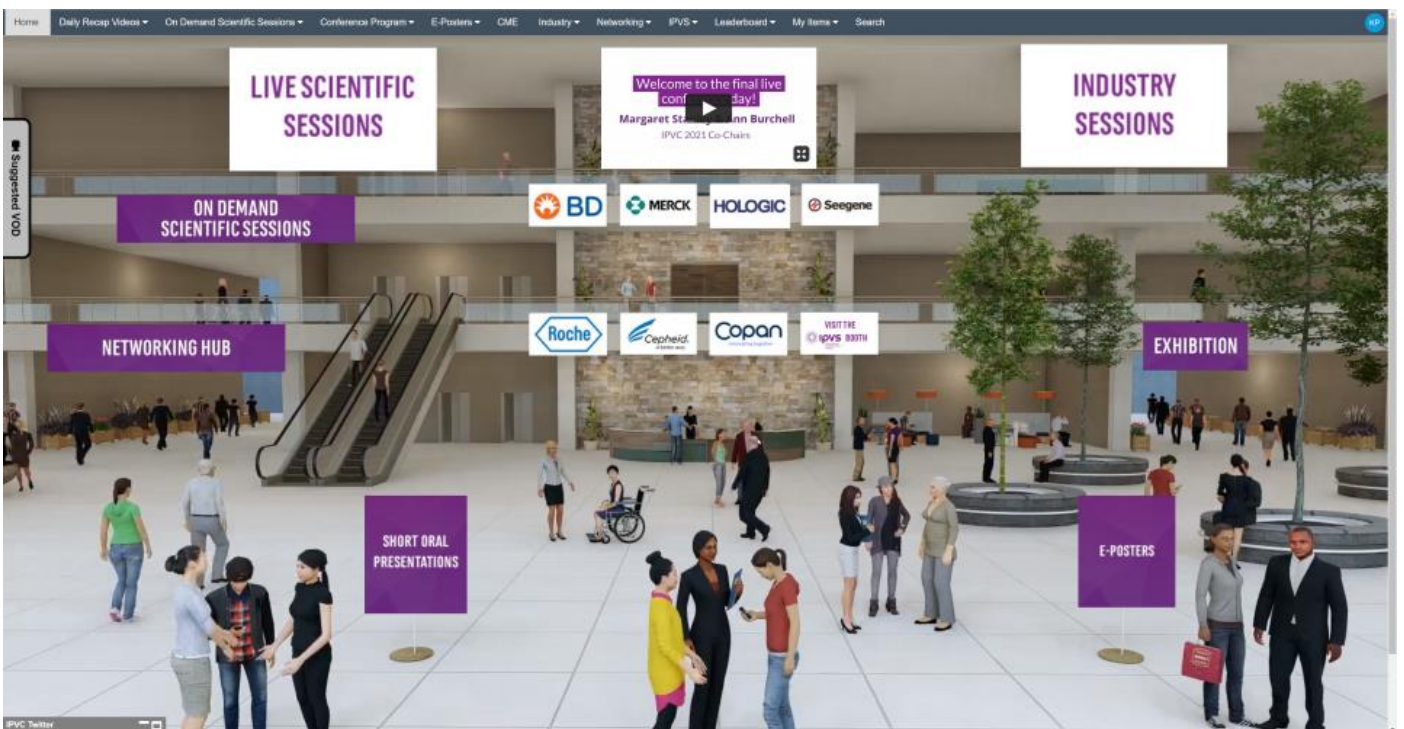 Home Daily Recap Videos On Demand Scientific Sessions Conference Program E-Posters CME Industry Networking IPVS Leaderboard My Items Search KP
LIVE SCIENTIFIC
SESSIONS
Welcome to the final live
day!
Margaret & Ann Burchell
IPVC 2021 Co-Chairs
INDUSTRY
SESSIONS
Suggested VOD
ON DEMAND
SCIENTIFIC SESSIONS
BD MERCK HOLOGIC Seegene
NETWORKING HUB
Roche Cepheid. Copan
VISIT THE
IPVS BOOTH
EXHIBITION
SHORT ORAL
PRESENTATIONS
E-POSTERS
IPVC Twitter